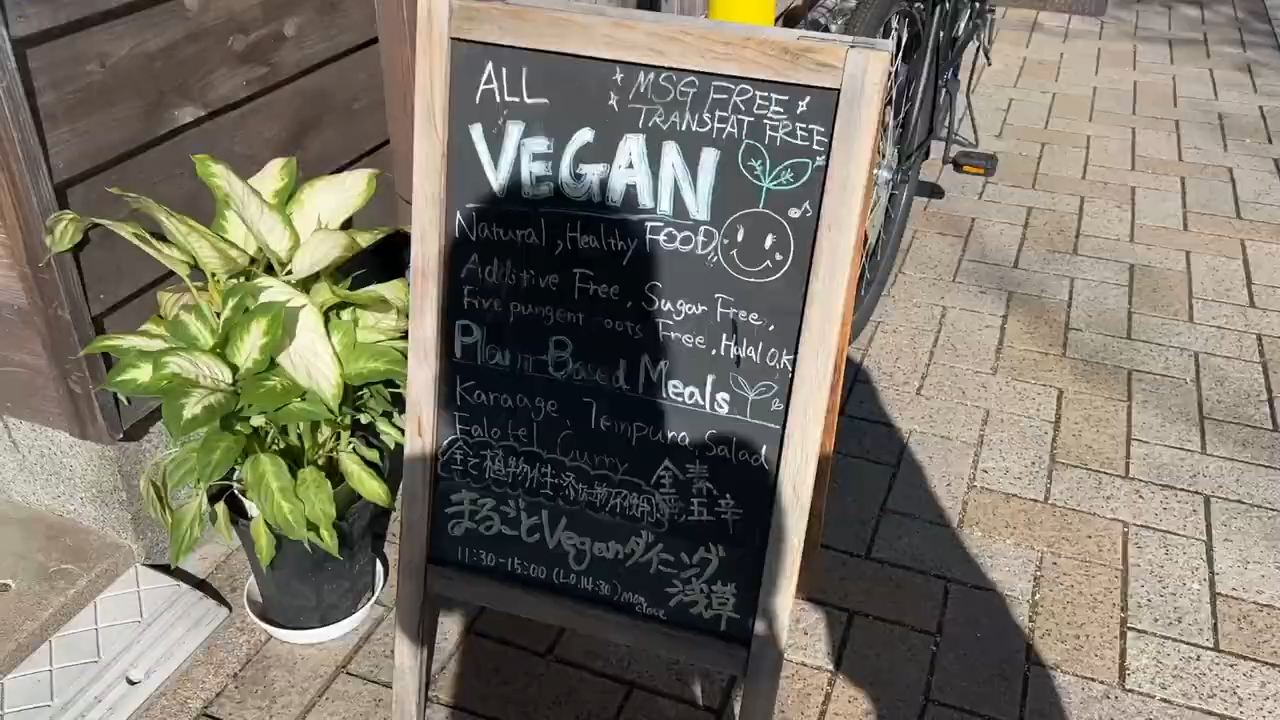 ALL
MSG FREE
TRANSFAT FREE
VEGAN
Natural, Healthy FOOD!!
Additive Free, Sugar Free,
Five pungent roots Free, Halal O.K
Plant Based Meals
Karaage, Tempura, Salad
Falafel, Curry
全て植物性・添加物不使用
全素
無五辛
まるごとVeganダイニング
浅草
11:30-15:00 (L.O.14:30) Mon close